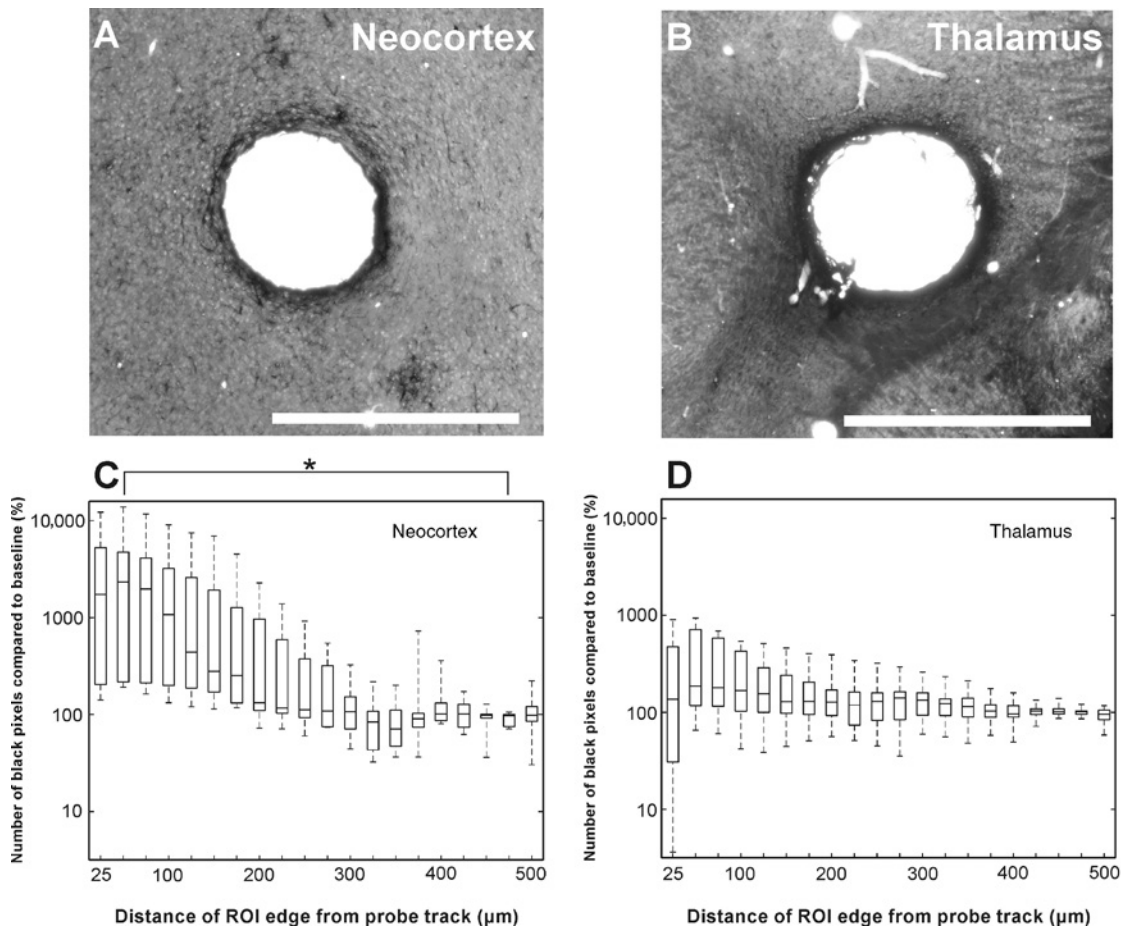 A
Neocortex
B
Thalamus
C
*
D
Number of black pixels compared to baseline (%)
10,000
1000
100
10
Neocortex
25
100
200
300
400
500
Distance of ROI edge from probe track (μm)
Number of black pixels compared to baseline (%)
10,000
1000
100
10
Thalamus
25
100
200
300
400
500
Distance of ROI edge from probe track (μm)